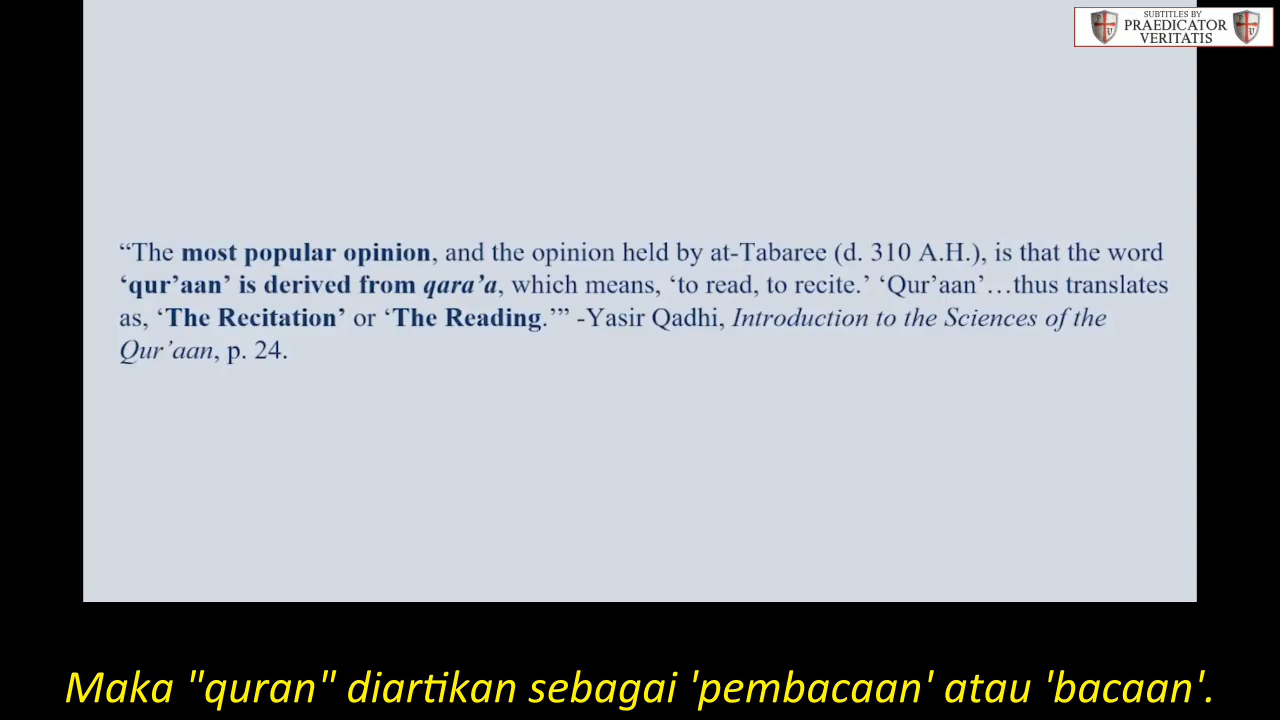 SUBTITLES BY
PRAEDICATOR
VERITATIS
“The most popular opinion, and the opinion held by at-Tabaree (d. 310 A.H.), is that the word
‘qur’aan’ is derived from qara’a, which means, ‘to read, to recite.’ ‘Qur’aan’…thus translates
as, ‘The Recitation’ or ‘The Reading.’” -Yasir Qadhi, Introduction to the Sciences of the
Qur’aan, p. 24.
Maka "quran" diartikan sebagai 'pembacaan' atau 'bacaan'.